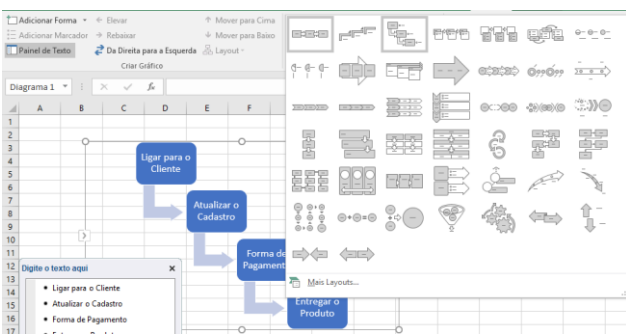 Adicionar Forma
Elevar
Mover para Cima
Adicionar Marcador
Rebaixar
Mover para Baixo
Painel de Texto
Da Direita para a Esquerda
Layout
Criar Gráfico
Diagrama 1
fx
A B C D E F
1
2
3
4
5
6
7
8
9
10
11
12
13
14
15
16
17
Ligar para o
Cliente
Atualizar o
Cadastro
Forma de
Pagament
Entregar o
Produto
Digite o texto aqui
Ligar para o Cliente
Atualizar o Cadastro
Forma de Pagamento
Mais Layouts...